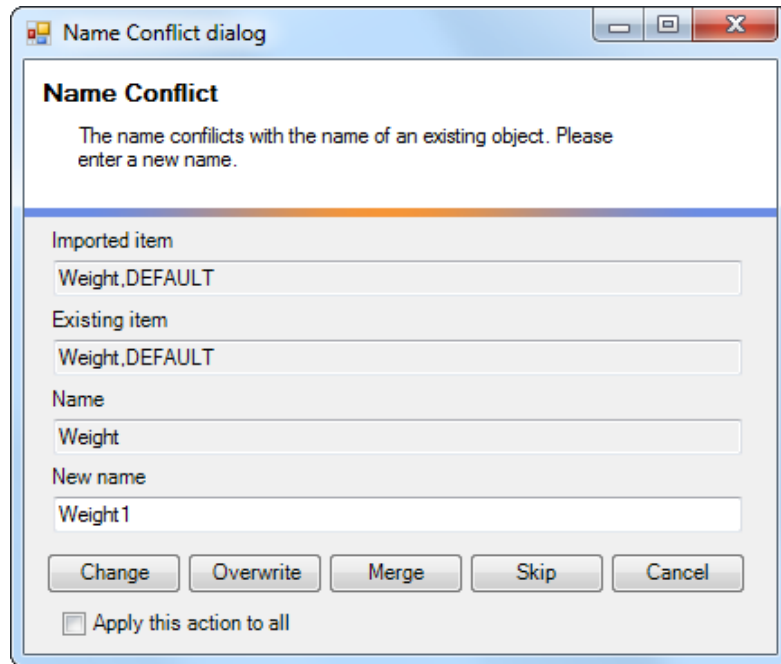 Name Conflict dialog
Name Conflict
The name confilicts with the name of an existing object. Please
enter a new name.
Imported item
Weight,DEFAULT
Existing item
Weight,DEFAULT
Name
Weight
New name
Weight1
Change Overwrite Merge Skip Cancel
Apply this action to all